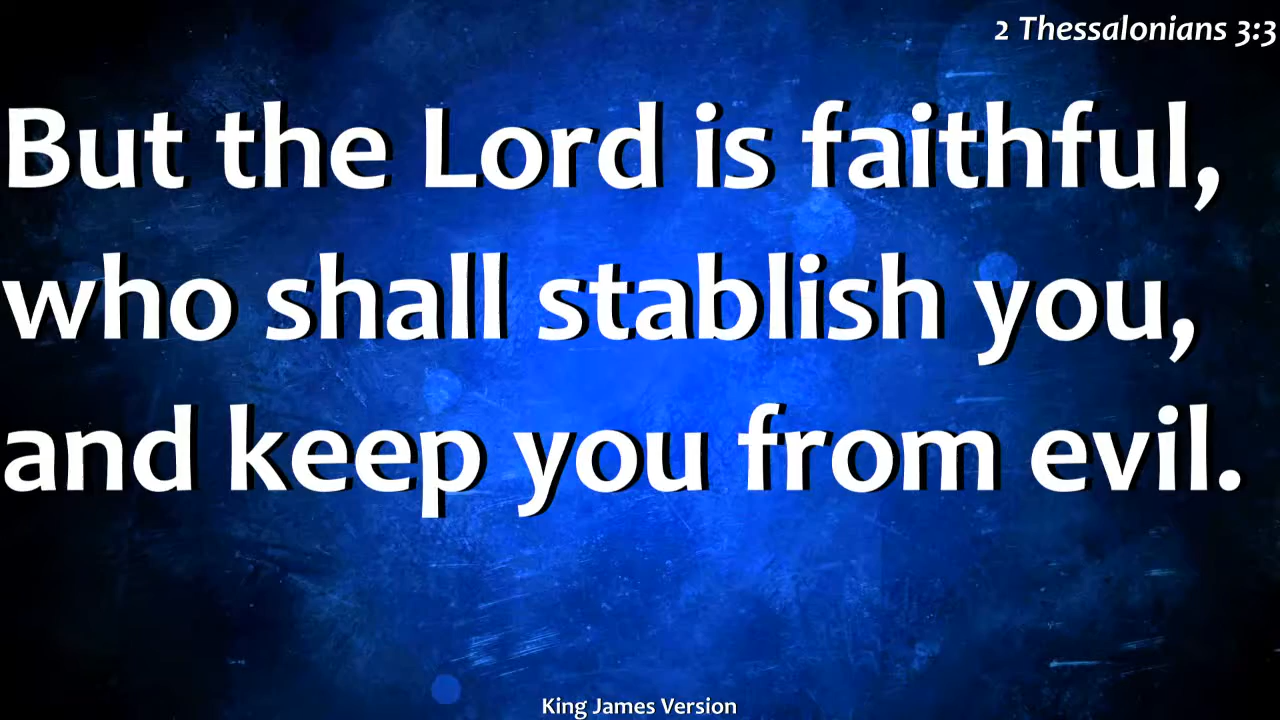 2 Thessalonians 3:3
But the Lord is faithful,
who shall stablish you,
and keep you from evil.
King James Version